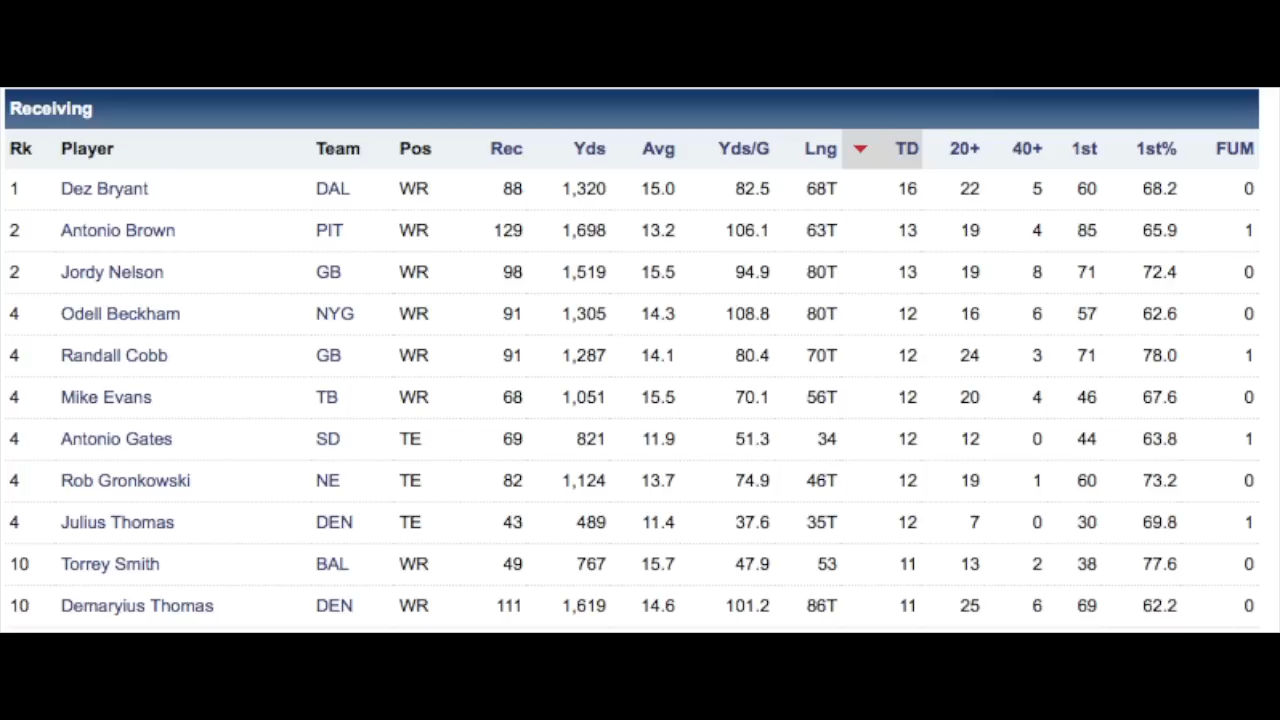 Receiving
Rk Player Team Pos Rec Yds Avg Yds/G Lng TD 20+ 40+ 1st 1st% FUM
1 Dez Bryant DAL WR 88 1,320 15.0 82.5 68T 16 22 5 60 68.2 0
2 Antonio Brown PIT WR 129 1,698 13.2 106.1 63T 13 19 4 85 65.9 1
2 Jordy Nelson GB WR 98 1,519 15.5 94.9 80T 13 19 8 71 72.4 0
4 Odell Beckham NYG WR 91 1,305 14.3 108.8 80T 12 16 6 57 62.6 0
4 Randall Cobb GB WR 91 1,287 14.1 80.4 70T 12 24 3 71 78.0 1
4 Mike Evans TB WR 68 1,051 15.5 70.1 56T 12 20 4 46 67.6 0
4 Antonio Gates SD TE 69 821 11.9 51.3 34 12 12 0 44 63.8 1
4 Rob Gronkowski NE TE 82 1,124 13.7 74.9 46T 12 19 1 60 73.2 0
4 Julius Thomas DEN TE 43 489 11.4 37.6 35T 12 7 0 30 69.8 1
10 Torrey Smith BAL WR 49 767 15.7 47.9 53 11 13 2 38 77.6 0
10 Demaryius Thomas DEN WR 111 1,619 14.6 101.2 86T 11 25 6 69 62.2 0